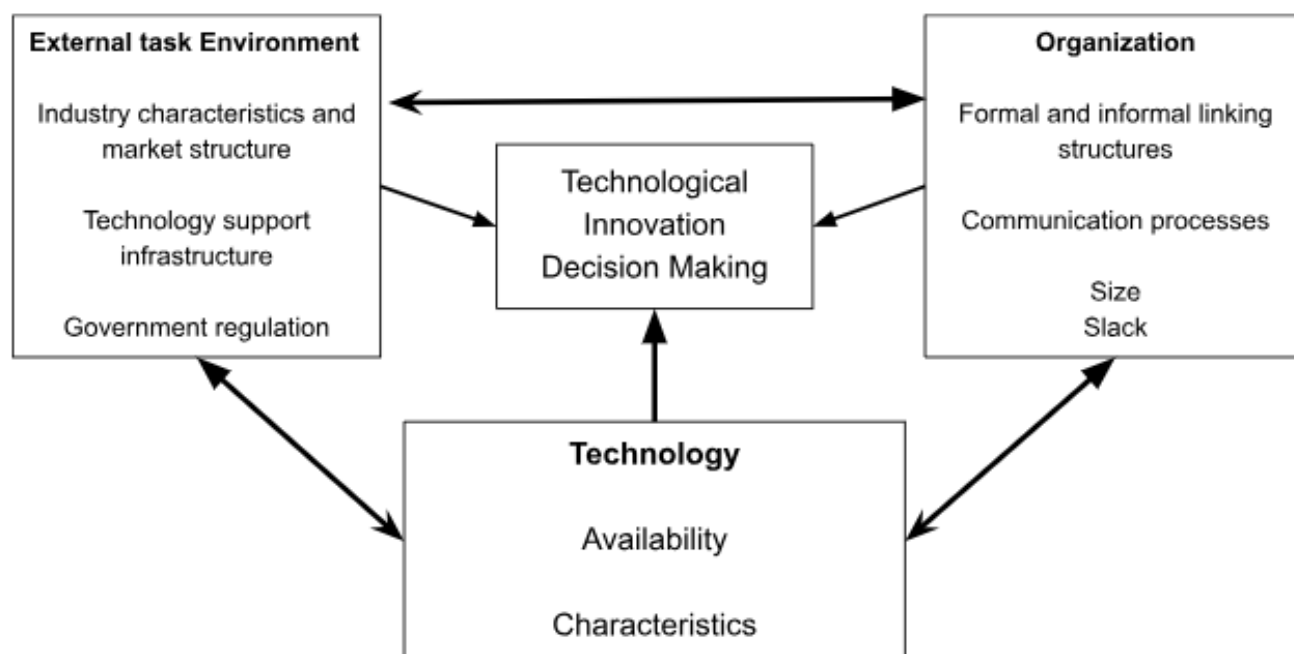 External task Environment
Industry characteristics and
market structure
Technology support
infrastructure
Government regulation
Technological
Innovation
Decision Making
Organization
Formal and informal linking
structures
Communication processes
Size
Slack
Technology
Availability
Characteristics